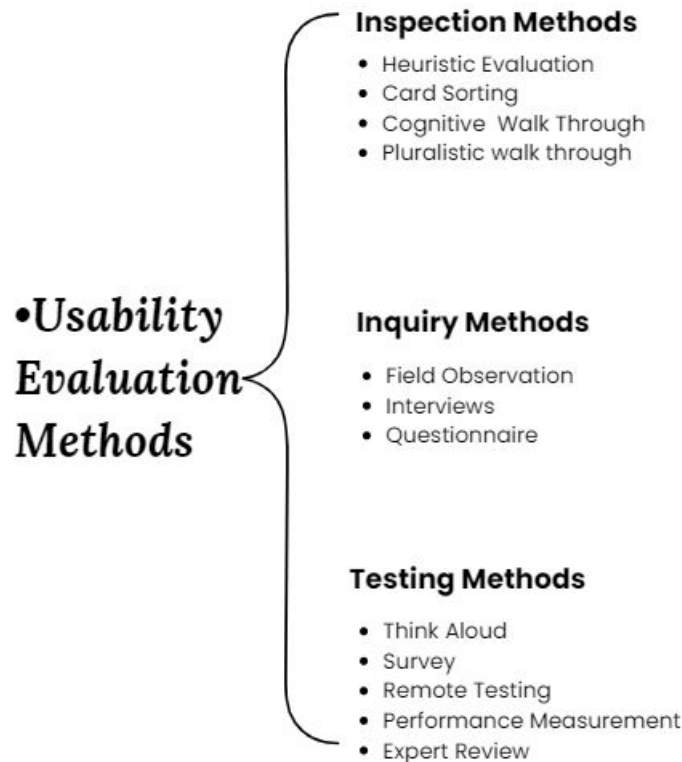 •Usability
Evaluation
Methods
Inspection Methods
• Heuristic Evaluation
• Card Sorting
• Cognitive  Walk Through
• Pluralistic walk through
Inquiry Methods
• Field Observation
• Interviews
• Questionnaire
Testing Methods
• Think Aloud
• Survey
• Remote Testing
• Performance Measurement
• Expert Review